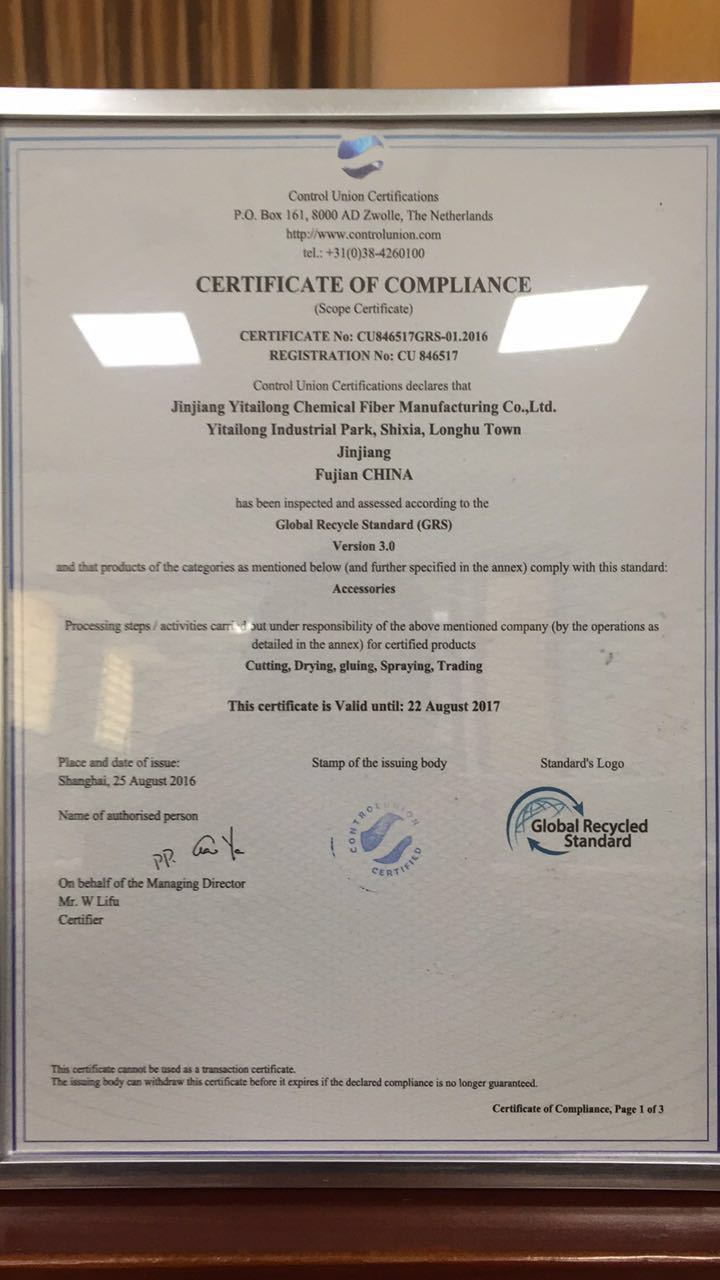 Control Union Certifications
P.O. Box 161, 8000 AD Zwolle, The Netherlands
http://www.controlunion.com
tel.: +31(0)38-4260100
CERTIFICATE OF COMPLIANCE
(Scope Certificate)
CERTIFICATE No: CU846517GRS-01.2016
REGISTRATION No: CU 846517
Control Union Certifications declares that
Jinjiang Yitailong Chemical Fiber Manufacturing Co.,Ltd.
Yitailong Industrial Park, Shixia, Longhu Town
Jinjiang
Fujian CHINA
has been inspected and assessed according to the
Global Recycle Standard (GRS)
Version 3.0
and that products of the categories as mentioned below (and further specified in the annex) comply with this standard:
Accessories
Processing steps / activities carried out under responsibility of the above mentioned company (by the operations as
detailed in the annex) for certified products
Cutting, Drying, gluing, Spraying, Trading
This certificate is Valid until: 22 August 2017
Place and date of issue:
Shanghai, 25 August 2016
Stamp of the issuing body
Standard's Logo
Name of authorised person
PP.
CONTROL UNION
CERTIFIED
Global Recycled
Standard
On behalf of the Managing Director
Mr. W Lifu
Certifier
This certificate cannot be used as a transaction certificate.
The issuing body can withdraw this certificate before it expires if the declared compliance is no longer guaranteed.
Certificate of Compliance, Page 1 of 3